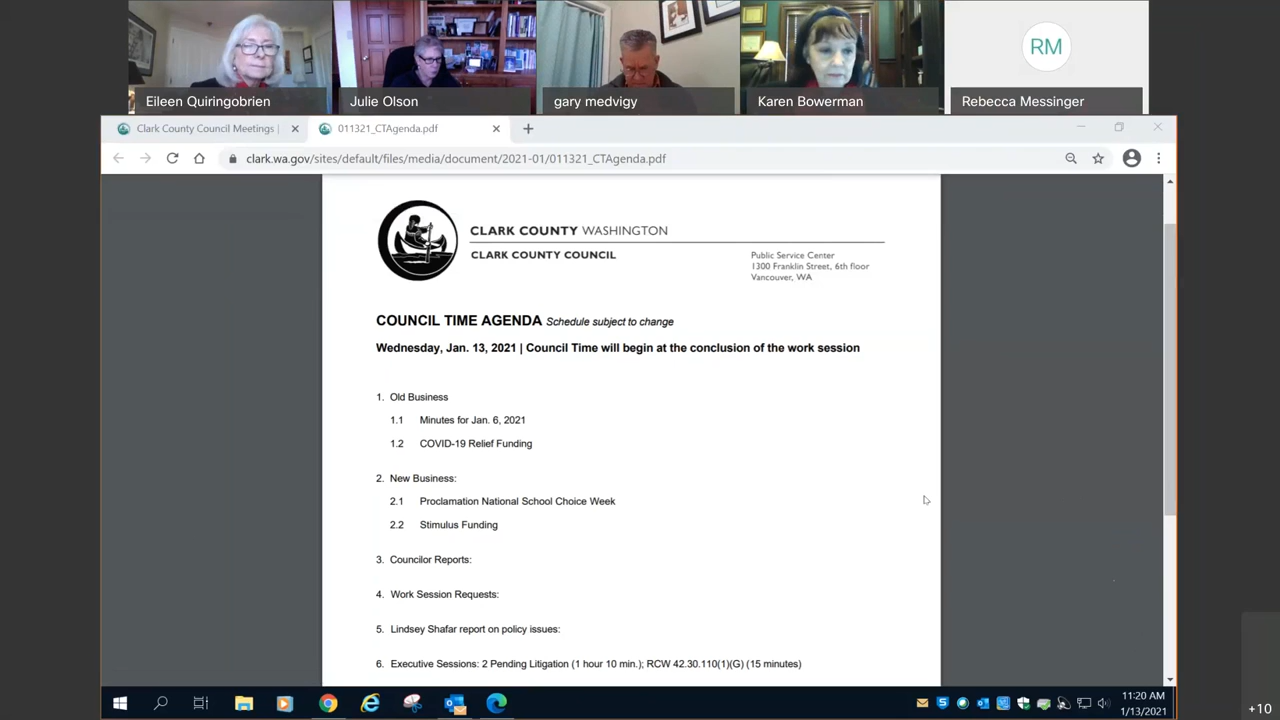 Eileen Quiringobrien
Julie Olson
gary medvigy
Karen Bowerman
RM
Rebecca Messinger
Clark County Council Meetings |
011321_CTAgenda.pdf
clark.wa.gov/sites/default/files/media/document/2021-01/011321_CTAgenda.pdf
CLARK COUNTY WASHINGTON
CLARK COUNTY COUNCIL
Public Service Center
1300 Franklin Street, 6th floor
Vancouver, WA
COUNCIL TIME AGENDA Schedule subject to change
Wednesday, Jan. 13, 2021 | Council Time will begin at the conclusion of the work session
1. Old Business
1.1 Minutes for Jan. 6, 2021
1.2 COVID-19 Relief Funding
2. New Business:
2.1 Proclamation National School Choice Week
2.2 Stimulus Funding
3. Councilor Reports:
4. Work Session Requests:
5. Lindsey Shafar report on policy issues:
6. Executive Sessions: 2 Pending Litigation (1 hour 10 min.); RCW 42.30.110(1)(G) (15 minutes)
11:20 AM
1/13/2021
+10